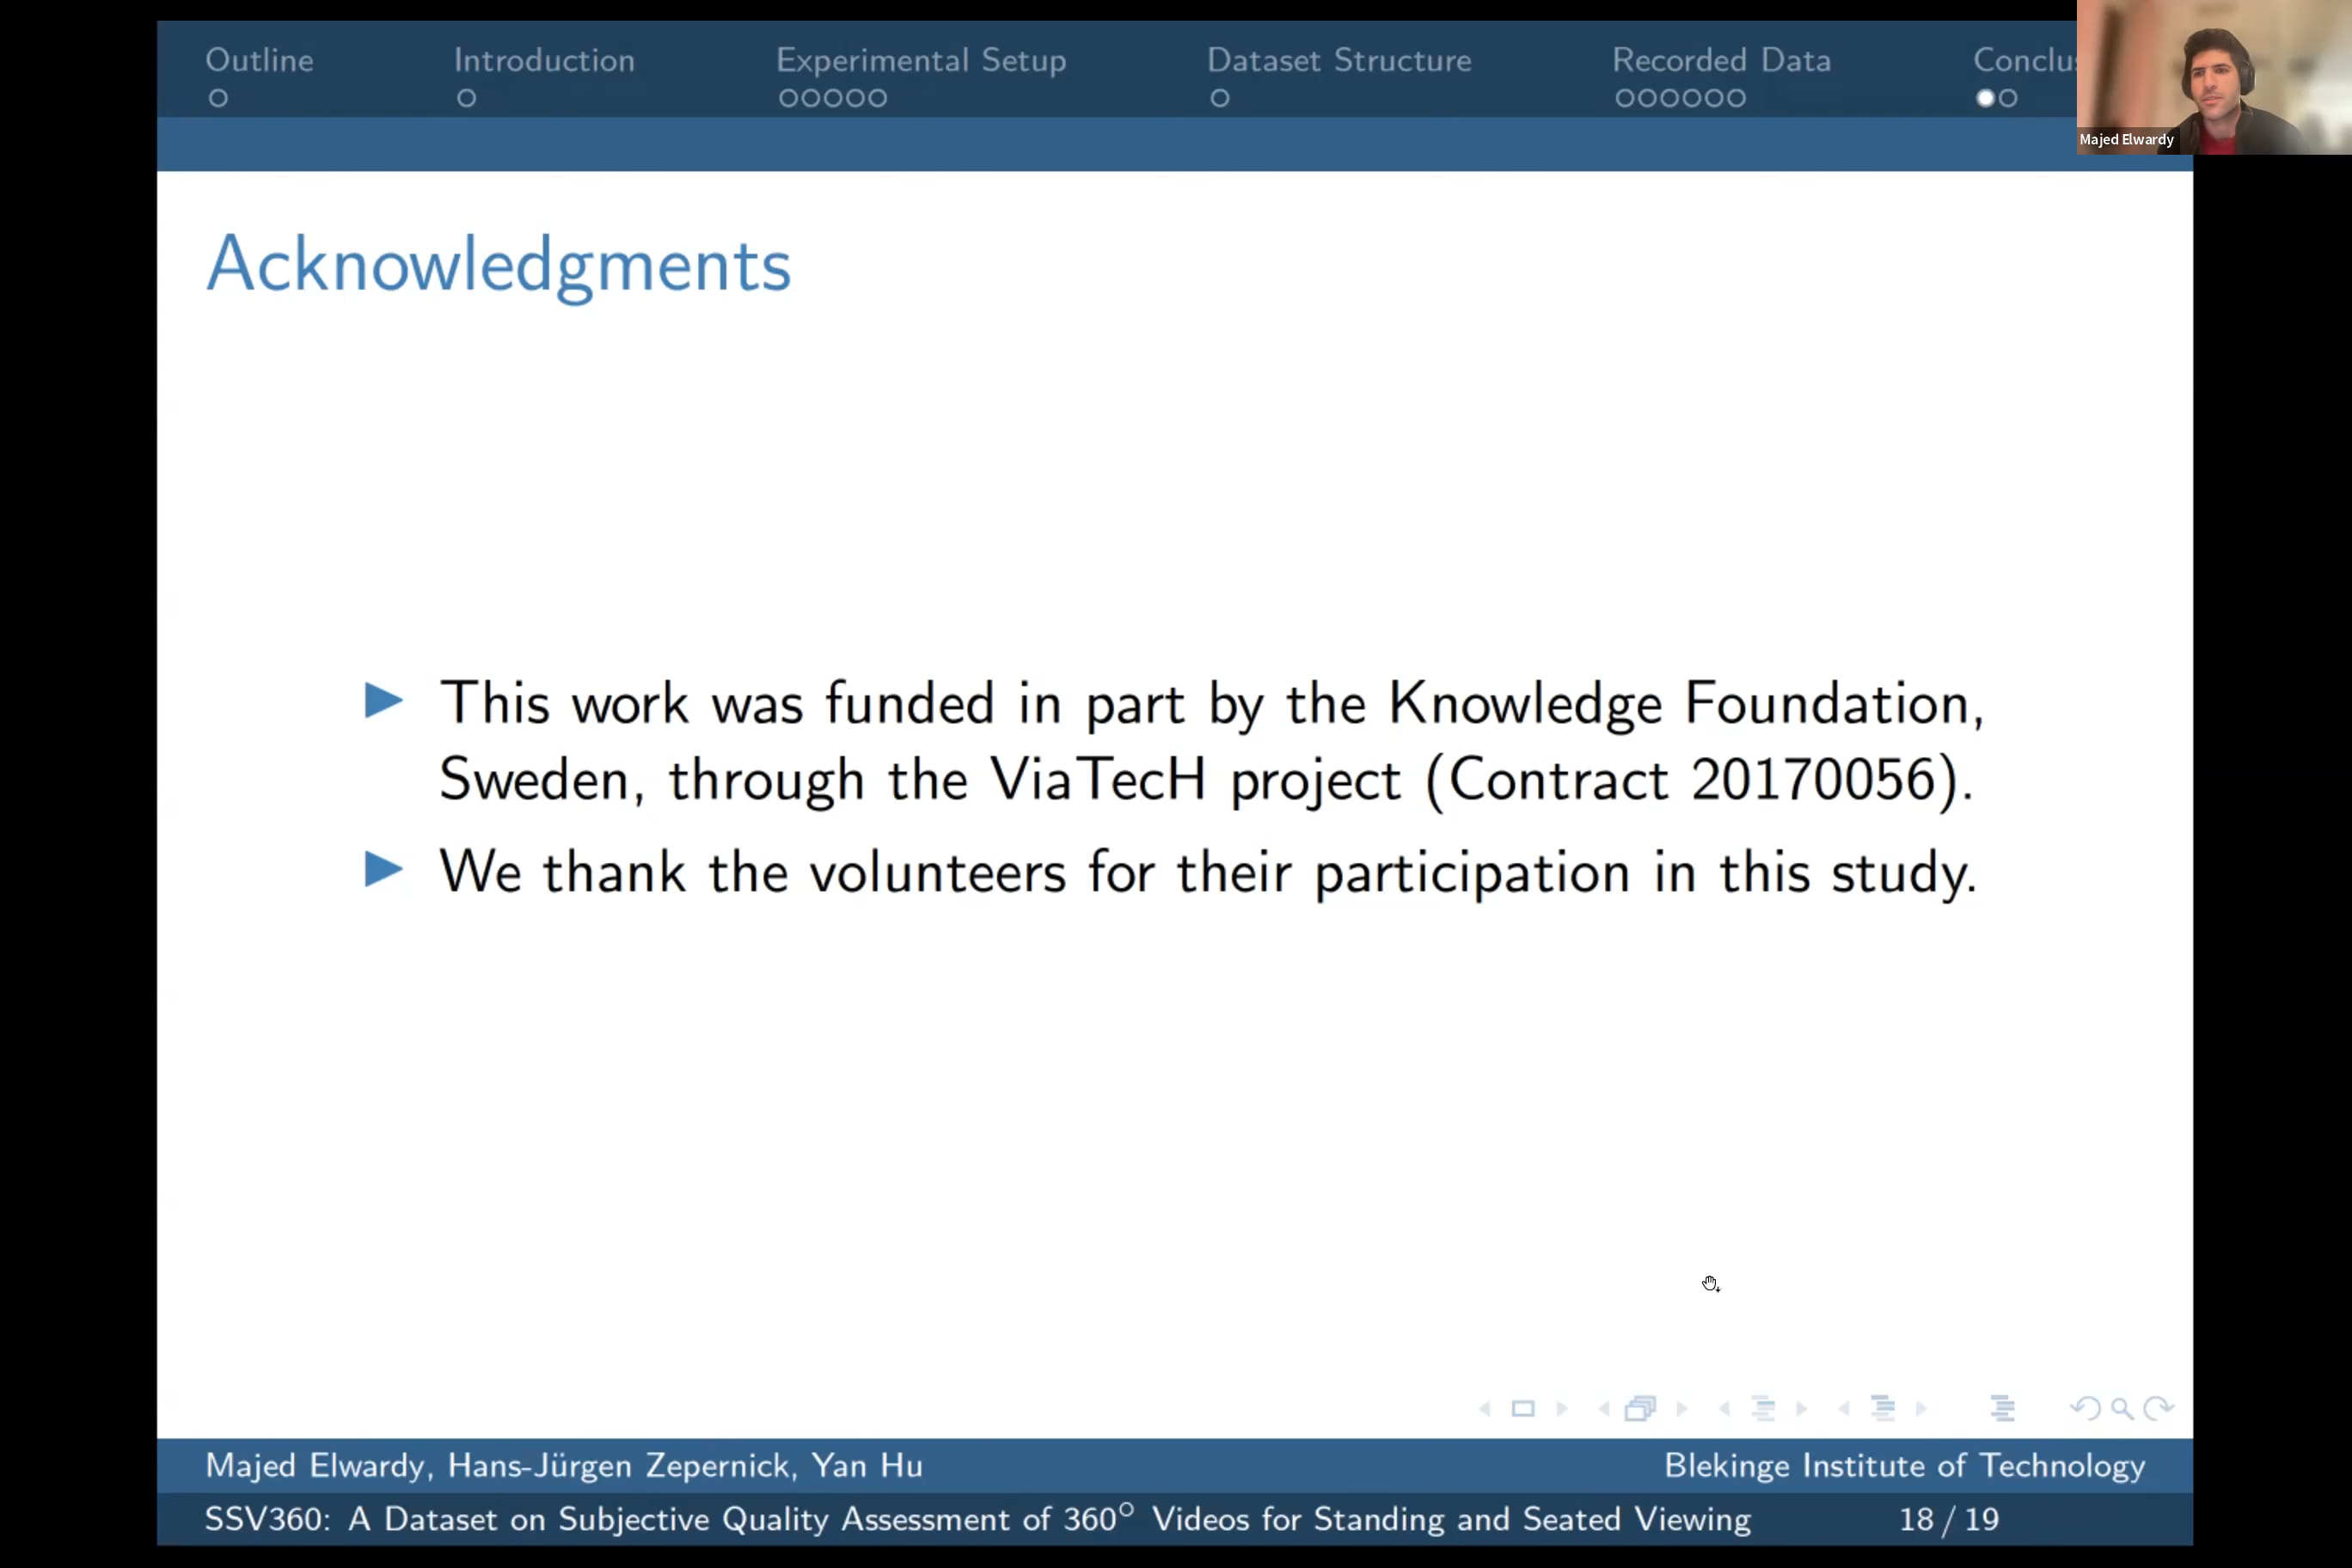 Outline Introduction Experimental Setup Dataset Structure Recorded Data Conclus
Majed Elwardy
Acknowledgments
This work was funded in part by the Knowledge Foundation,
Sweden, through the ViaTecH project (Contract 20170056).
We thank the volunteers for their participation in this study.
Majed Elwardy, Hans-Jürgen Zepernick, Yan Hu Blekinge Institute of Technology
SSV360: A Dataset on Subjective Quality Assessment of 360° Videos for Standing and Seated Viewing 18 / 19